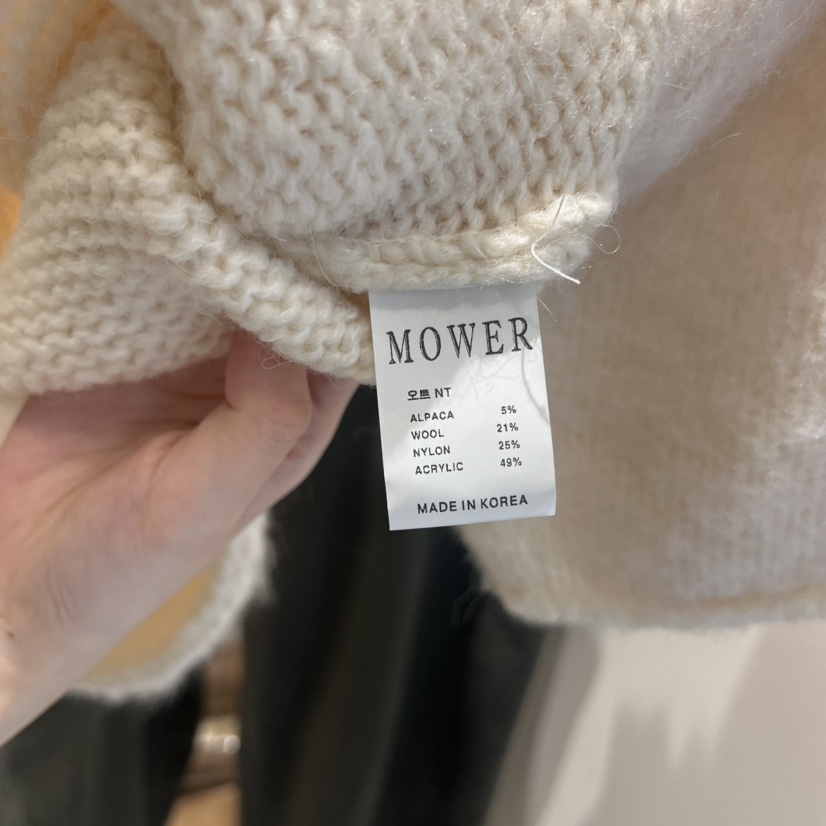 MOWER
오트 NT
ALPACA 5%
WOOL 21%
NYLON 25%
ACRYLIC 49%
MADE IN KOREA